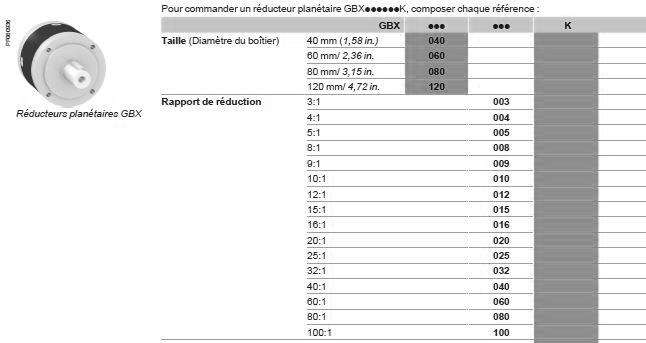 Pour commander un réducteur planétaire GBX●●●●●●K, composer chaque référence :
GBX ●●● ●●● K
Taille (Diamètre du boîtier) 40 mm (1,58 in.) 040
60 mm/ 2,36 in. 060
80 mm/ 3,15 in. 080
120 mm/ 4,72 in. 120
Rapport de réduction 3:1 003
4:1 004
5:1 005
8:1 008
9:1 009
10:1 010
12:1 012
15:1 015
16:1 016
20:1 020
25:1 025
32:1 032
40:1 040
60:1 060
80:1 080
100:1 100
Réducteurs planétaires GBX